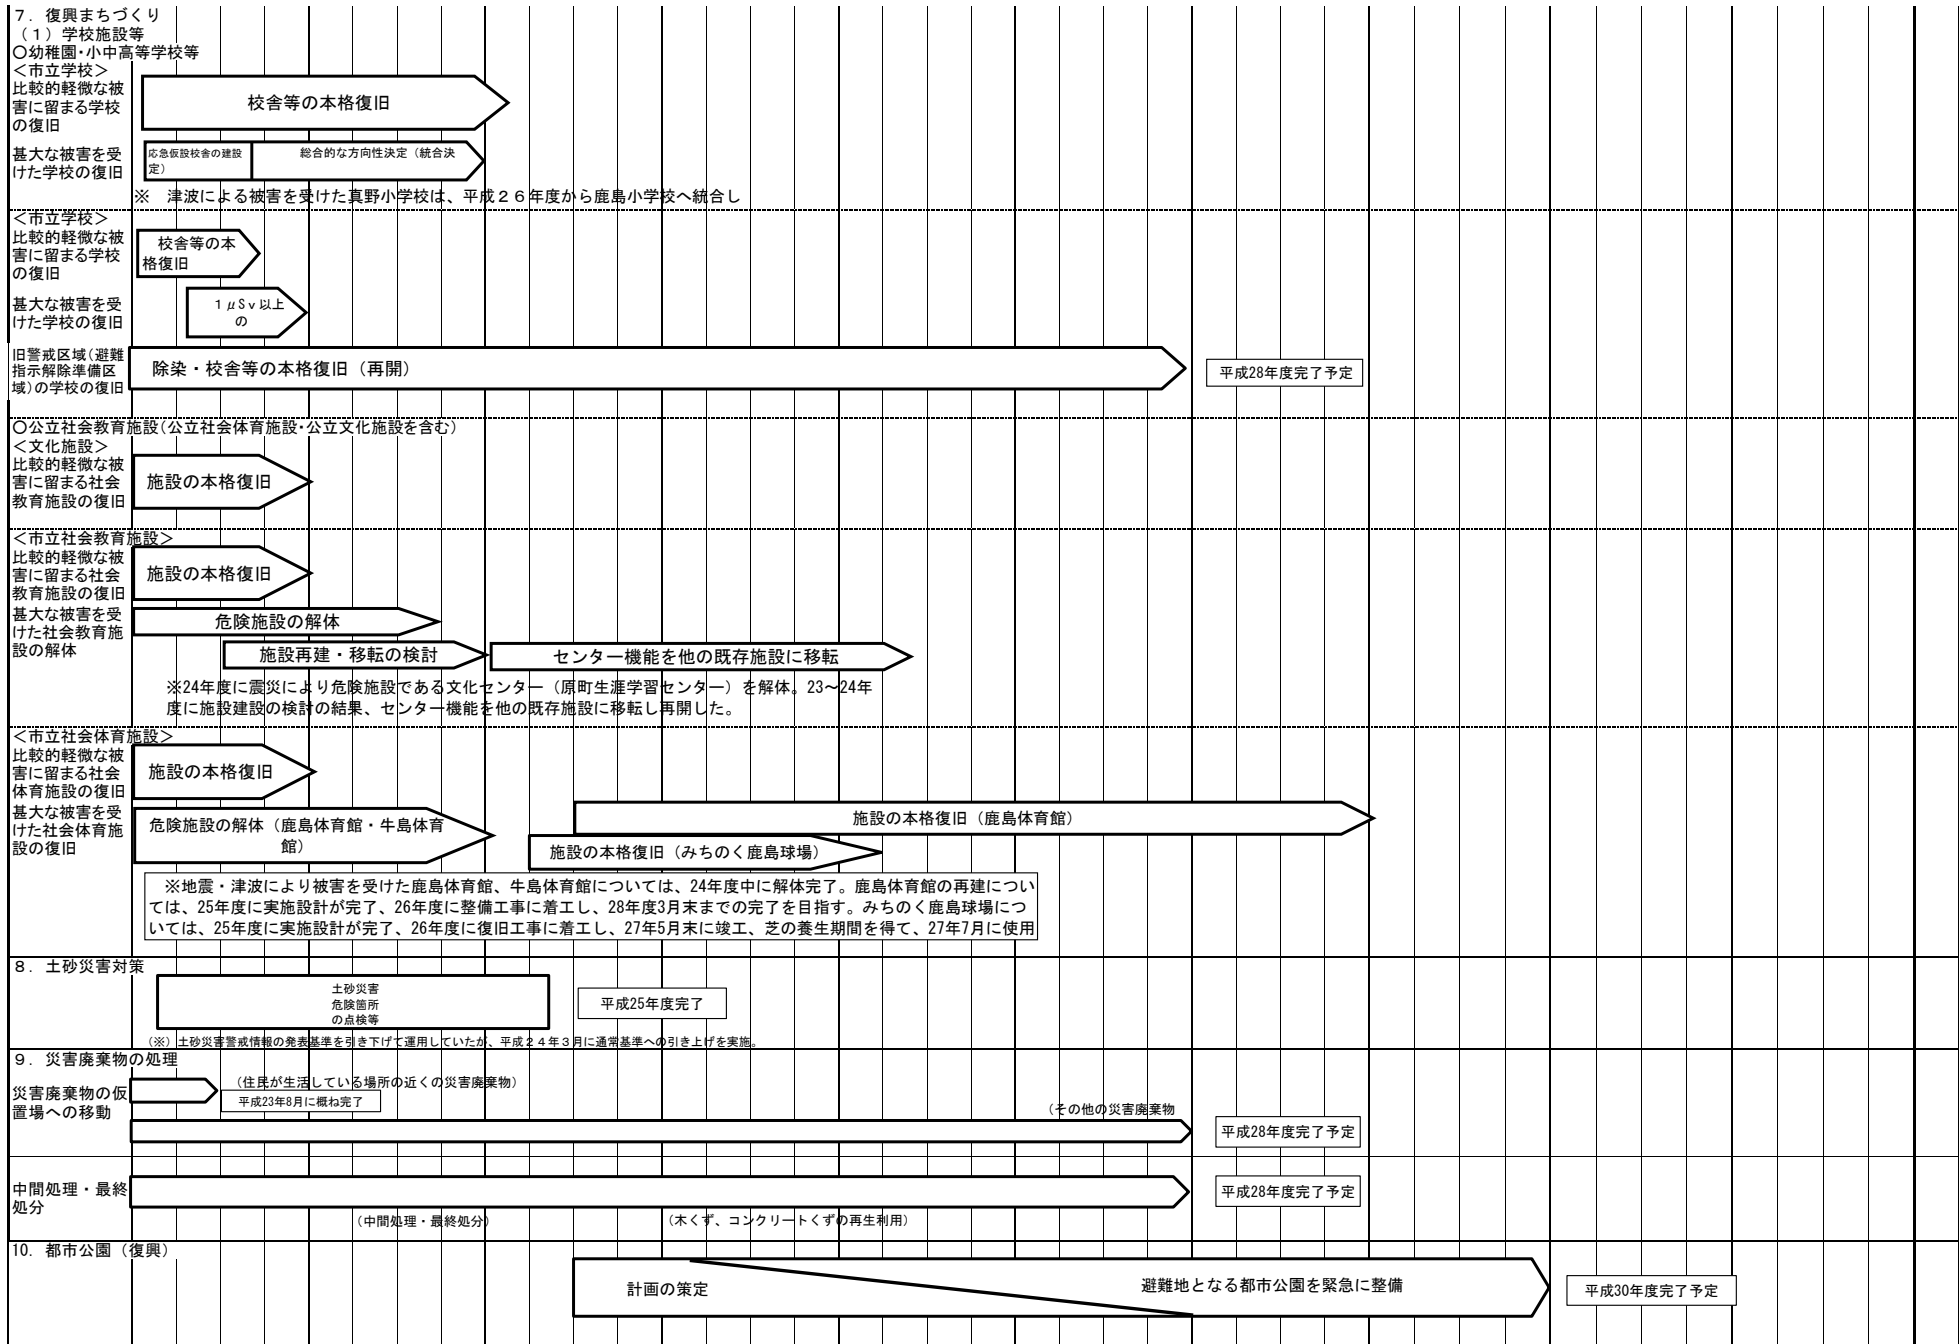 ７．復興まちづくり
（１）学校施設等
〇幼稚園･小中高等学校等
＜市立学校＞
比較的軽微な被
害に留まる学校
の復旧
校舎等の本格復旧
甚大な被害を受
けた学校の復旧
応急仮設校舎の建設
定）
総合的な方向性決定（統合決
※　津波による被害を受けた真野小学校は、平成２６年度から鹿島小学校へ統合し
＜市立学校＞
比較的軽微な被
害に留まる学校
の復旧
校舎等の本
格復旧
甚大な被害を受
けた学校の復旧
１μＳｖ以上
の
旧警戒区域（避難
指示解除準備区
域）の学校の復旧
除染・校舎等の本格復旧（再開）
平成28年度完了予定
〇公立社会教育施設（公立社会体育施設･公立文化施設を含む）
＜文化施設＞
比較的軽微な被
害に留まる社会
教育施設の復旧
施設の本格復旧
＜市立社会教育施設＞
比較的軽微な被
害に留まる社会
教育施設の復旧
施設の本格復旧
甚大な被害を受
けた社会教育施
設の解体
危険施設の解体
施設再建・移転の検討
センター機能を他の既存施設に移転
※24年度に震災により危険施設である文化センター（原町生涯学習センター）を解体。23～24年
度に施設建設の検討の結果、センター機能を他の既存施設に移転し再開した。
＜市立社会体育施設＞
比較的軽微な被
害に留まる社会
体育施設の復旧
施設の本格復旧
甚大な被害を受
けた社会体育施
設の復旧
危険施設の解体（鹿島体育館・牛島体育
館）
施設の本格復旧（鹿島体育館）
施設の本格復旧（みちのく鹿島球場）
※地震・津波により被害を受けた鹿島体育館、牛島体育館については、24年度中に解体完了。鹿島体育館の再建につい
ては、25年度に実施設計が完了、26年度に整備工事に着工し、28年度3月末までの完了を目指す。みちのく鹿島球場につ
いては、25年度に実施設計が完了、26年度に復旧工事に着工し、27年5月末に竣工、芝の養生期間を得て、27年7月に使用
８．土砂災害対策
土砂災害
危険箇所
の点検等
平成25年度完了
（※）土砂災害警戒情報の発表基準を引き下げて運用していたが、平成２４年３月に通常基準への引き上げを実施。
９．災害廃棄物の処理
災害廃棄物の仮
置場への移動
（住民が生活している場所の近くの災害廃棄物）
平成23年8月に概ね完了
（その他の災害廃棄物
平成28年度完了予定
中間処理・最終
処分
平成28年度完了予定
（中間処理・最終処分）
（木くず、コンクリートくずの再生利用）
10．都市公園（復興）
計画の策定
避難地となる都市公園を緊急に整備
平成30年度完了予定